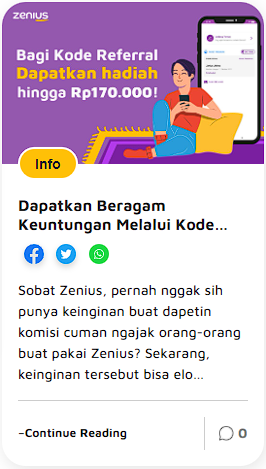 zenius
Bagi Kode Referral
Dapatkan hadiah
hingga Rp170.000!
Info
Dapatkan Beragam
Keuntungan Melalui Kode...
Sobat Zenius, pernah nggak sih
punya keinginan buat dapetin
komisi cuman ngajak orang-orang
buat pakai Zenius? Sekarang,
keinginan tersebut bisa elo...
–Continue Reading
0